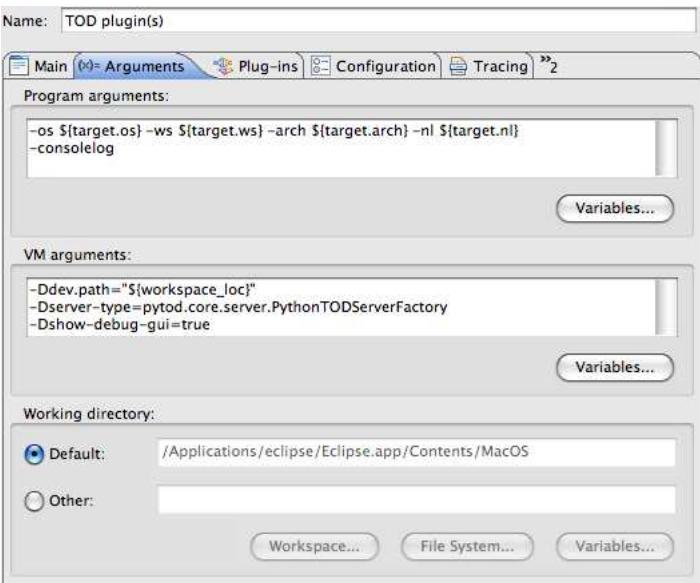 Name: TOD plugin(s)
Main (x)= Arguments Plug-ins Configuration Tracing »2
Program arguments:
-os ${target.os} -ws ${target.ws} -arch ${target.arch} -nl ${target.nl}
-consolelog
Variables...
VM arguments:
-Ddev.path="${workspace_loc}"
-Dserver-type=pytod.core.server.PythonTODServerFactory
-Dshow-debug-gui=true
Variables...
Working directory:
Default: /Applications/eclipse/Eclipse.app/Contents/MacOS
Other:
Workspace... File System... Variables...